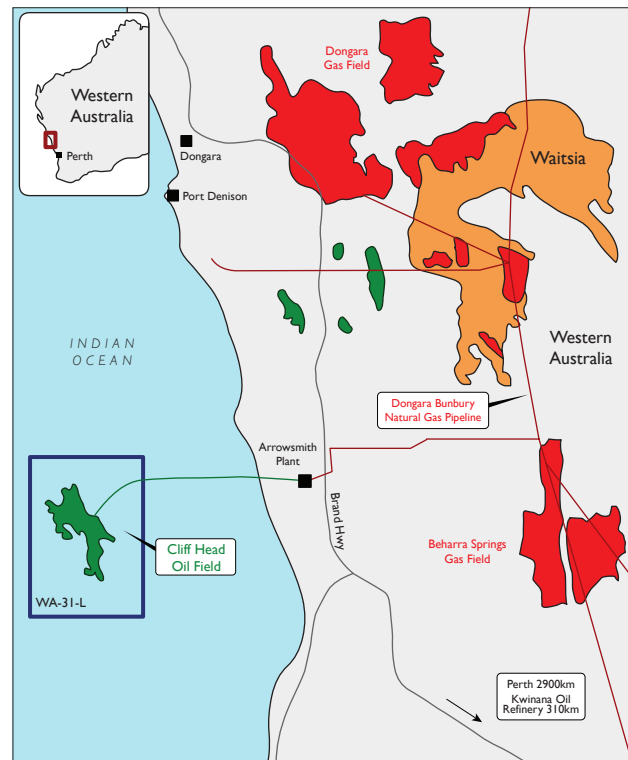 Western
Australia
Perth
Dongara
Gas Field
Dongara
Port Denison
Waitsia
INDIAN
OCEAN
Western
Australia
Dongara Bunbury
Natural Gas Pipeline
Arrowsmith
Plant
Brand Hwy
Cliff Head
Oil Field
Beharra Springs
Gas Field
WA-31-L
Perth 2900km
Kwinana Oil
Refinery 310km